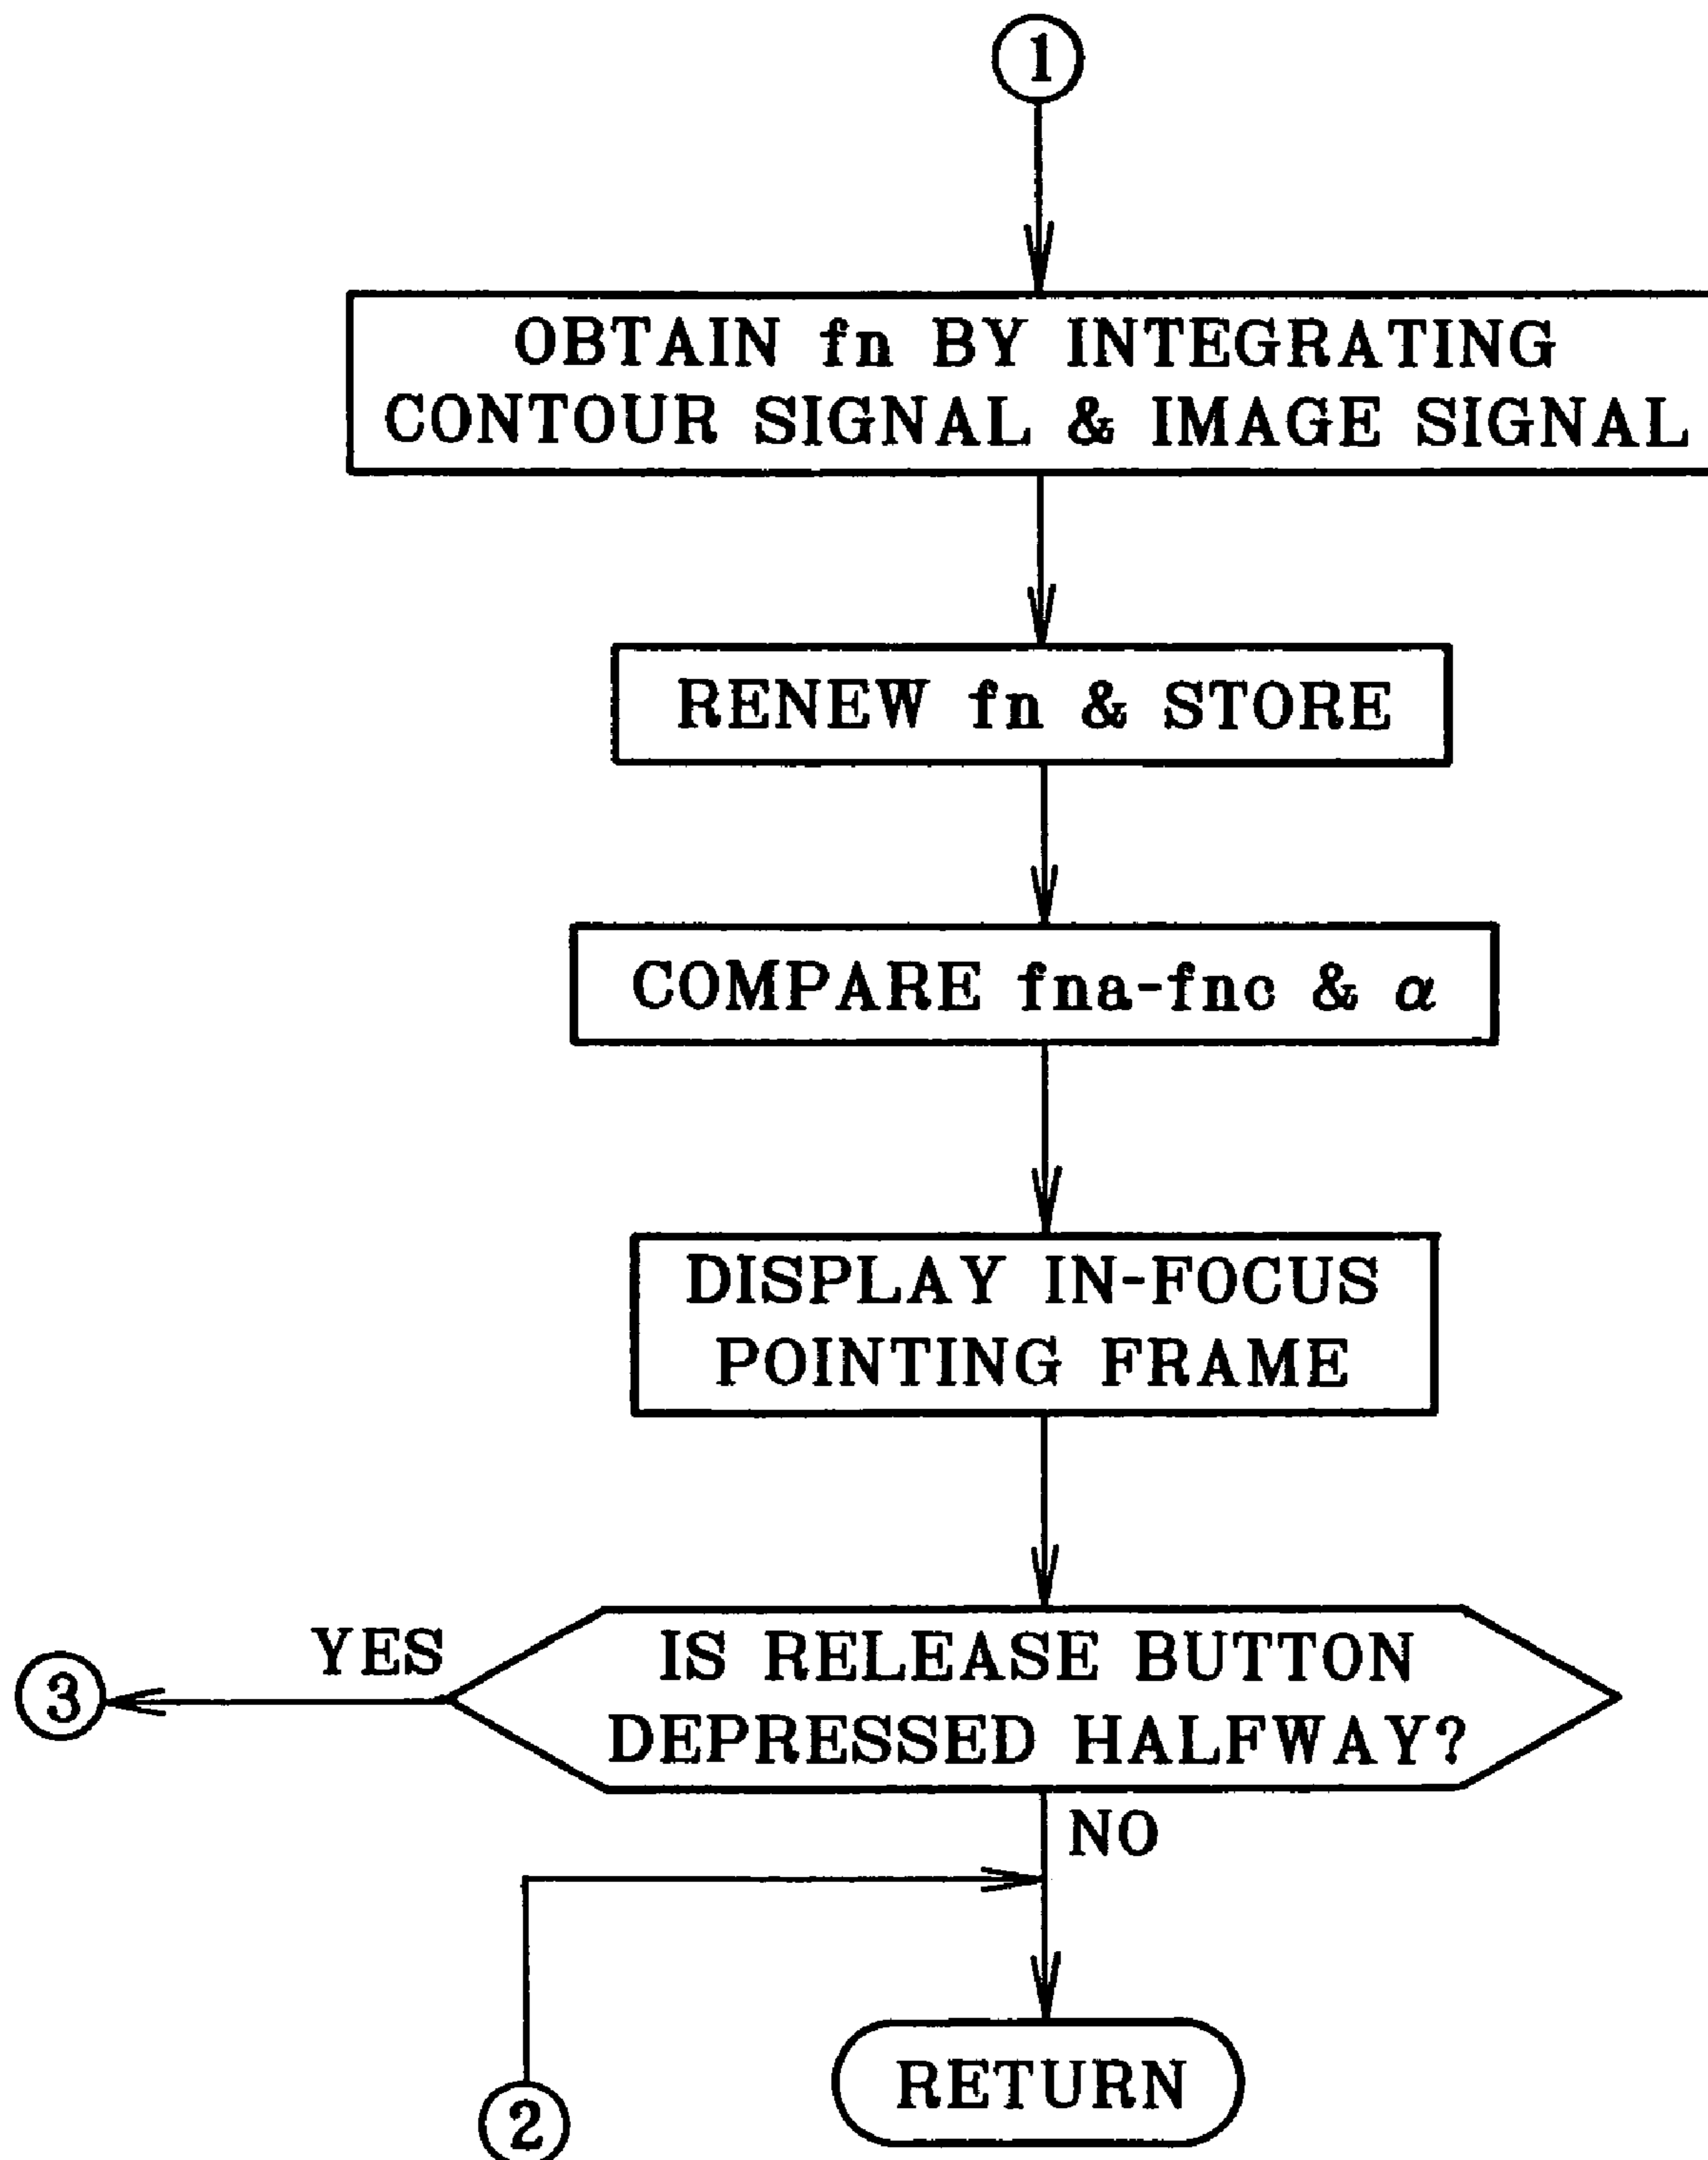 1
OBTAIN fn BY INTEGRATING
CONTOUR SIGNAL & IMAGE SIGNAL
RENEW fn & STORE
COMPARE fna-fnc & α
DISPLAY IN-FOCUS
POINTING FRAME
YES
3
IS RELEASE BUTTON
DEPRESSED HALFWAY?
NO
RETURN
2